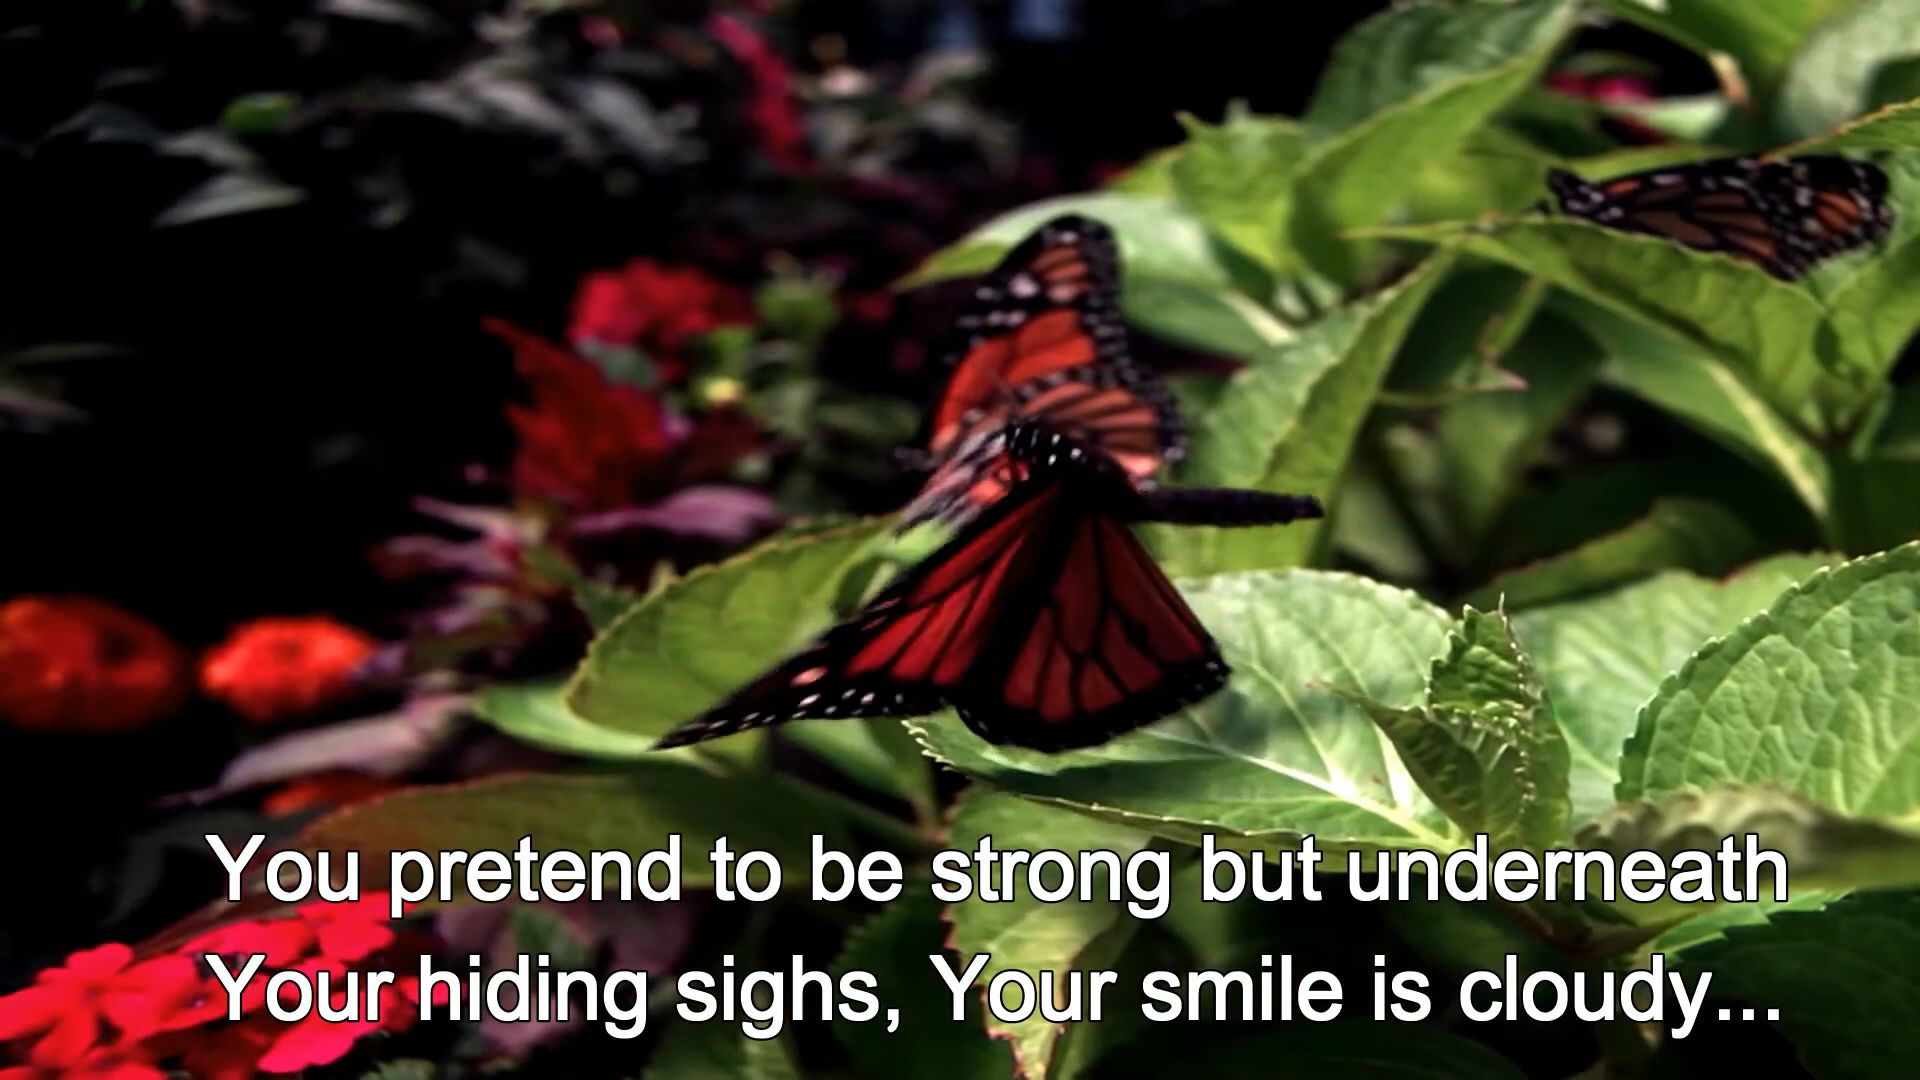 You pretend to be strong but underneath
Your hiding sighs, Your smile is cloudy...